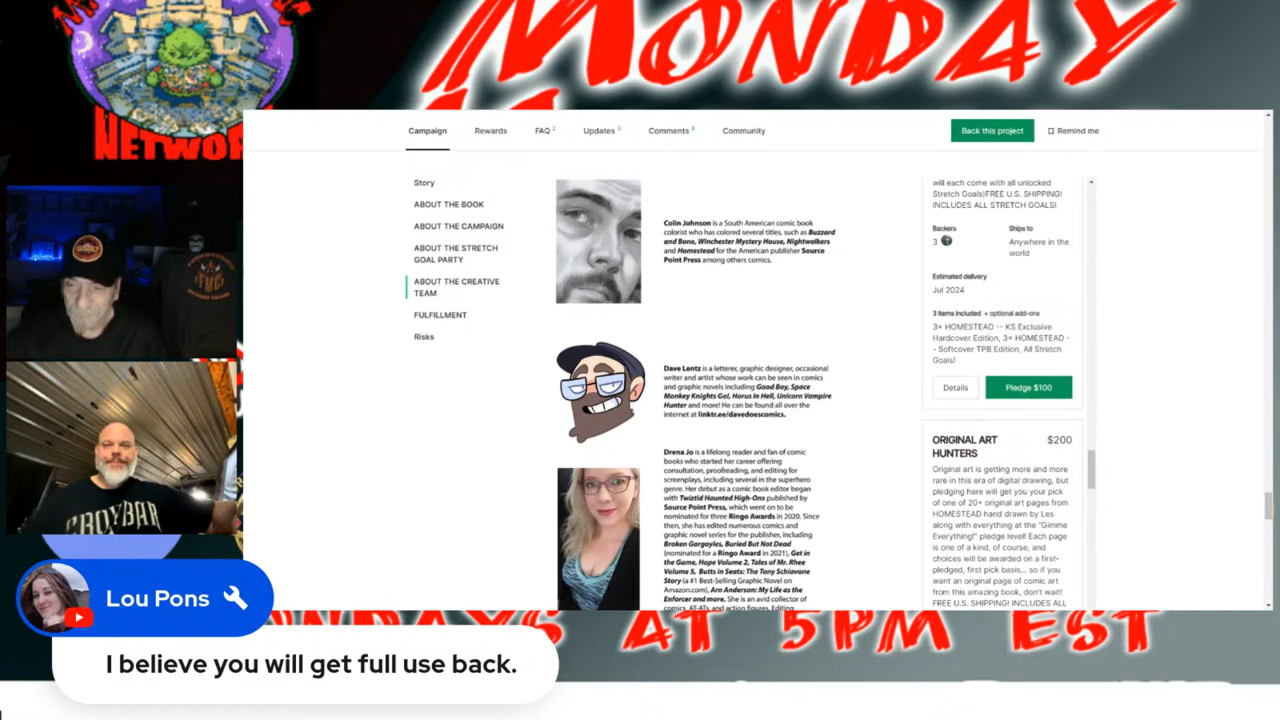 MONDAY
NETWOR
Campaign
Rewards
FAQ 2
Updates 3
Comments 8
Community
Back this project
Remind me
Story
ABOUT THE BOOK
ABOUT THE CAMPAIGN
ABOUT THE STRETCH
GOAL PARTY
ABOUT THE CREATIVE
TEAM
FULFILLMENT
Risks
Colin Johnson is a South American comic book
colorist who has colored several titles, such as Buzzard
and Bone, Winchester Mystery House, Nightwalkers
and Homestead for the American publisher Source
Point Press among others comics.
Dave Lentz is a letterer, graphic designer, occasional
writer and artist whose work can be seen in comics
and graphic novels including Good Boy, Space
Monkey Knights Go!, Horus In Hell, Unicorn Vampire
Hunter and more! He can be found all over the
internet at linktr.ee/davedoescomics.
Drena Jo is a lifelong reader and fan of comic
books who started her career offering
consultation, proofreading, and editing for
screenplays, including several in the superhero
genre. Her debut as a comic book editor began
with Twiztid Haunted High-Ons published by
Source Point Press, which went on to be
nominated for three Ringo Awards in 2020. Since
then, she has edited numerous comics and
graphic novel series for the publisher, including
Broken Gargoyles, Buried But Not Dead
(nominated for a Ringo Award in 2021), Get in
the Game, Hope Volume 2, Tales of Mr. Rhee
Volume 5, Butts in Seats: The Tony Schiavone
Story (a #1 Best-Selling Graphic Novel on
Amazon.com), Arn Anderson: My Life as the
Enforcer and more. She is an avid collector of
comics, AT-ATs, and action figures. Editing
will each come with all unlocked
Stretch Goals)FREE U.S. SHIPPING!
INCLUDES ALL STRETCH GOALS!
Backers
3
Ships to
Anywhere in the
world
Estimated delivery
Jul 2024
3 items included + optional add-ons
3× HOMESTEAD -- KS Exclusive
Hardcover Edition, 3× HOMESTEAD -
- Softcover TPB Edition, All Stretch
Goals!
Details
Pledge $100
ORIGINAL ART
HUNTERS
$200
Original art is getting more and more
rare in this era of digital drawing, but
pledging here will get you your pick
of one of 20+ original art pages from
HOMESTEAD hand drawn by Les
along with everything at the "Gimme
Everything!" pledge level! Each page
is one of a kind, of course, and
choices will be awarded on a first-
pledged, first pick basis... so if you
want an original page of comic art
from this amazing series, don't wait!
FREE U.S. SHIPPING! INCLUDES ALL
NDAYS AT 5PM EST
Lou Pons
I believe you will get full use back.